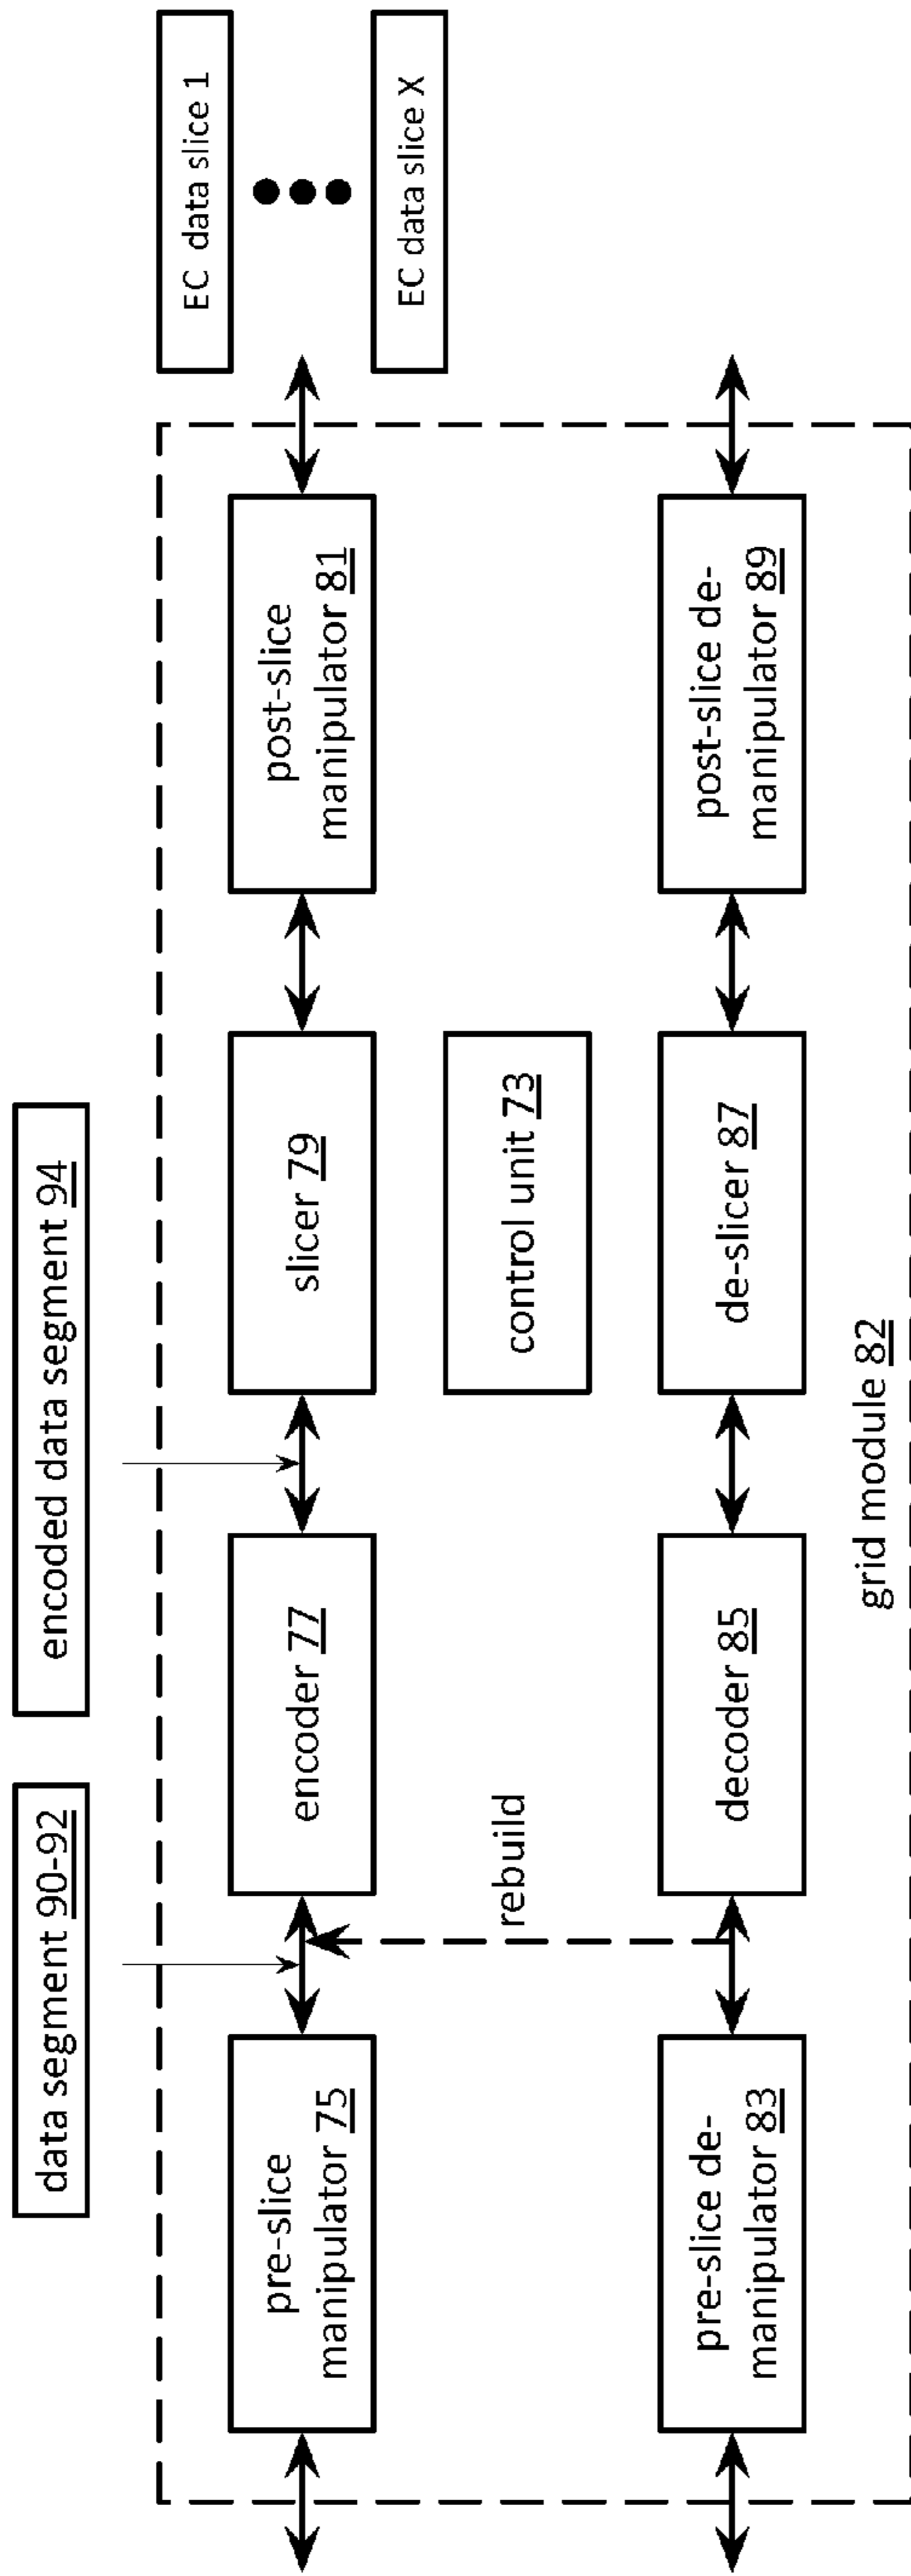 data segment 90-92
encoded data segment 94
pre-slice
manipulator 75
encoder 77
slicer 79
post-slice
manipulator 81
EC data slice 1
EC data slice X
rebuild
control unit 73
pre-slice de-
manipulator 83
decoder 85
de-slicer 87
post-slice de-
manipulator 89
grid module 82